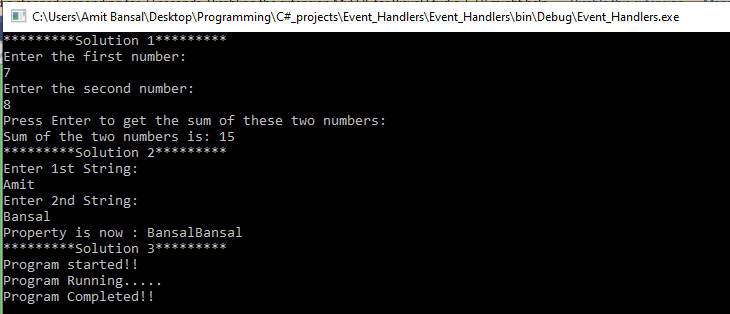 C:\Users\Amit Bansal\Desktop\Programming\C#_projects\Event_Handlers\Event_Handlers\bin\Debug\Event_Handlers.exe
*********Solution 1*********
Enter the first number:
7
Enter the second number:
8
Press Enter to get the sum of these two numbers:
Sum of the two numbers is: 15
*********Solution 2*********
Enter 1st String:
Amit
Enter 2nd String:
Bansal
Property is now : BansalBansal
*********Solution 3*********
Program started!!
Program Running.....
Program Completed!!